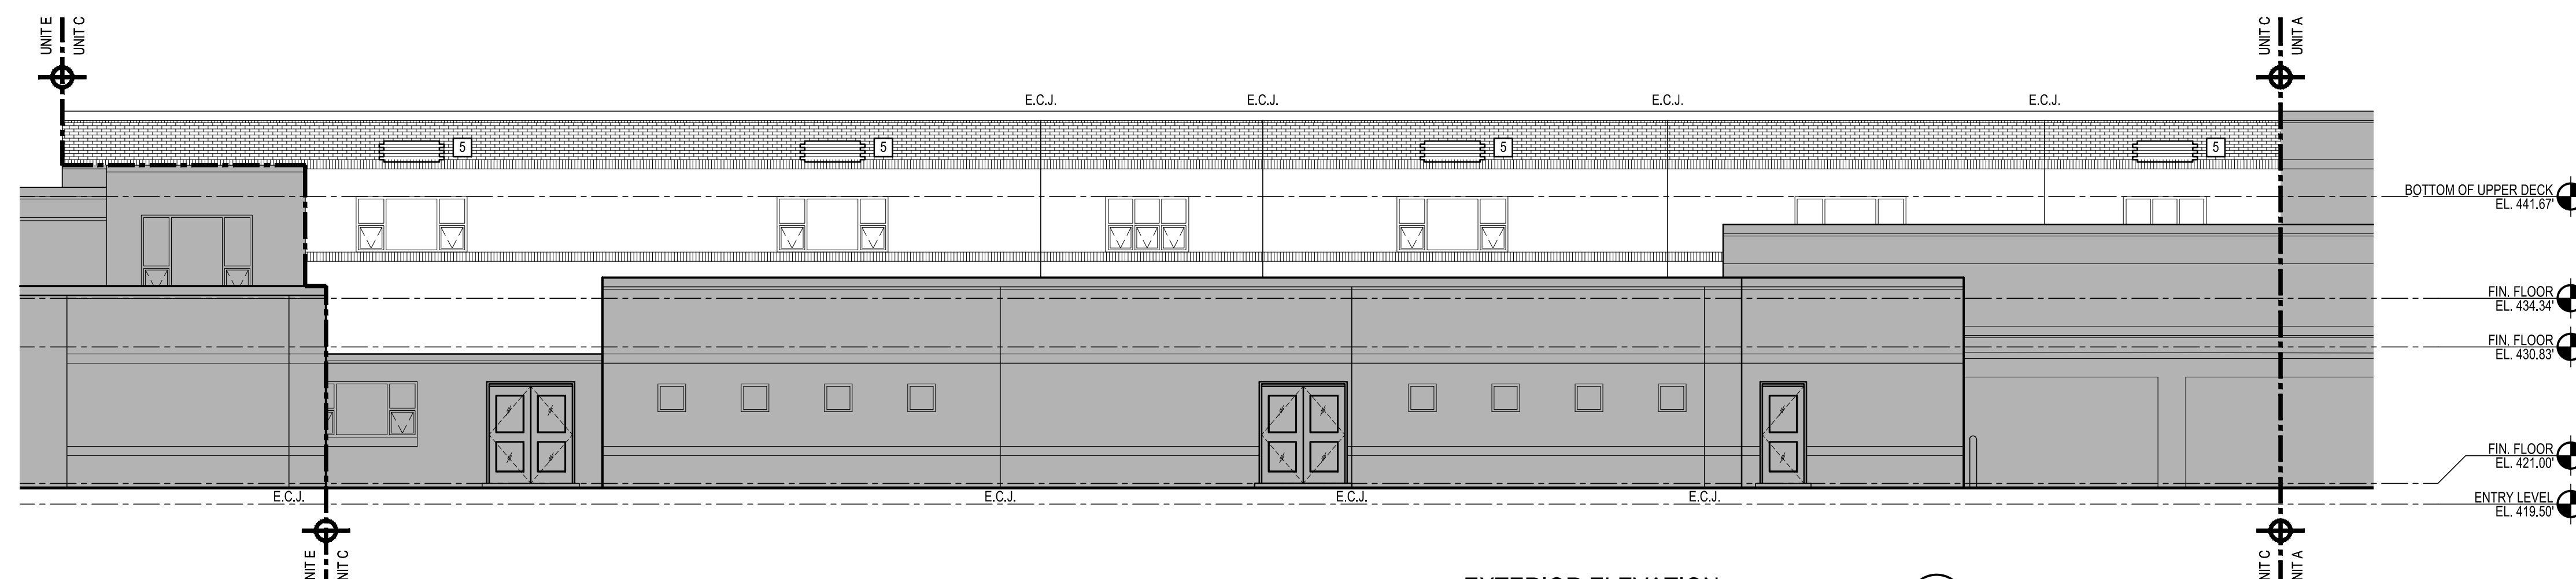 UNIT E
UNIT C
UNIT C
UNIT A
E.C.J.
E.C.J.
E.C.J.
E.C.J.
5
5
5
5
BOTTOM OF UPPER DECK
EL. 441.67'
FIN. FLOOR
EL. 434.34'
FIN. FLOOR
EL. 430.83'
FIN. FLOOR
EL. 421.00'
ENTRY LEVEL
EL. 419.50'
E.C.J.
E.C.J.
E.C.J.
E.C.J.
UNIT E
UNIT C
UNIT C
UNIT A
EXTERIOR ELEVATION